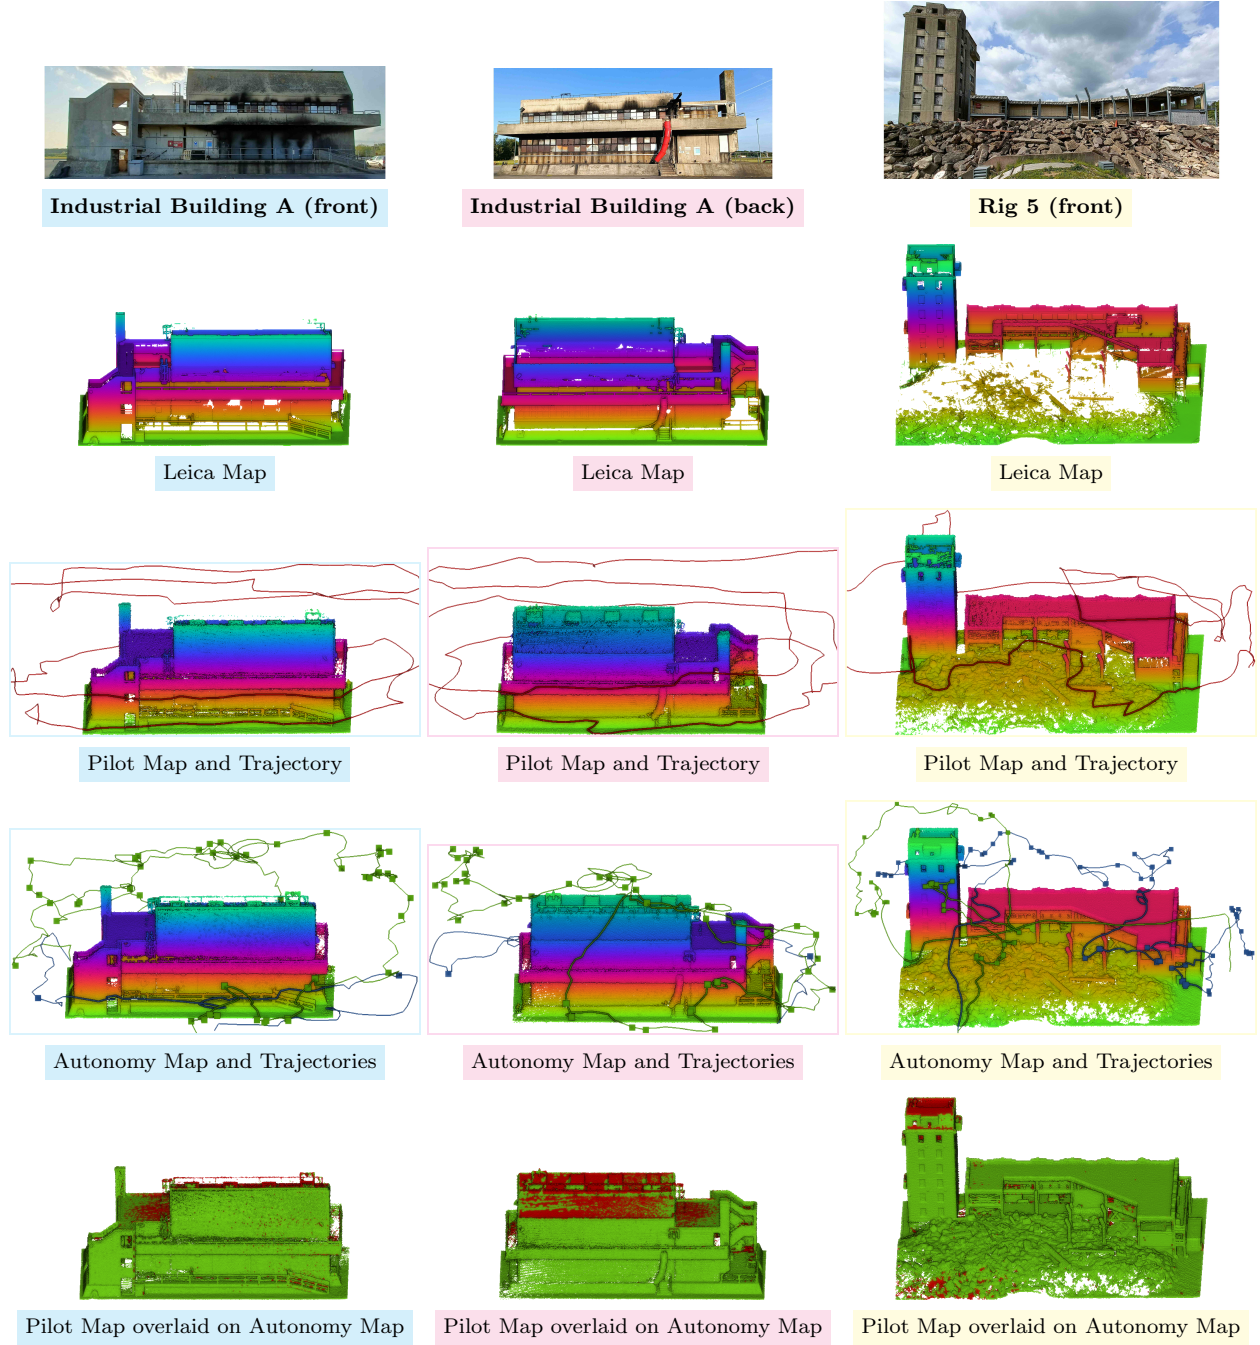 Industrial Building A (front)
Industrial Building A (back)
Rig 5 (front)
Leica Map
Leica Map
Leica Map
Pilot Map and Trajectory
Pilot Map and Trajectory
Pilot Map and Trajectory
Autonomy Map and Trajectories
Autonomy Map and Trajectories
Autonomy Map and Trajectories
Pilot Map overlaid on Autonomy Map
Pilot Map overlaid on Autonomy Map
Pilot Map overlaid on Autonomy Map